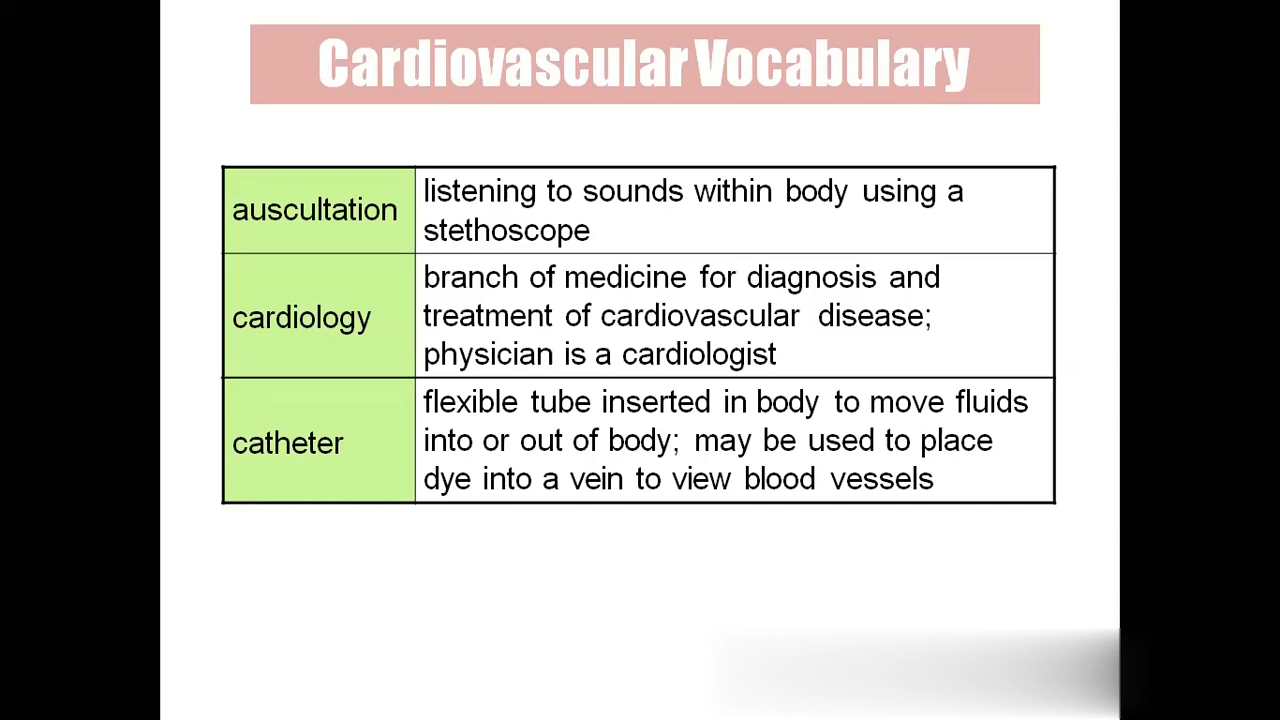 Cardiovascular Vocabulary
auscultation
listening to sounds within body using a
stethoscope
cardiology
branch of medicine for diagnosis and
treatment of cardiovascular disease;
physician is a cardiologist
catheter
flexible tube inserted in body to move fluids
into or out of body; may be used to place
dye into a vein to view blood vessels